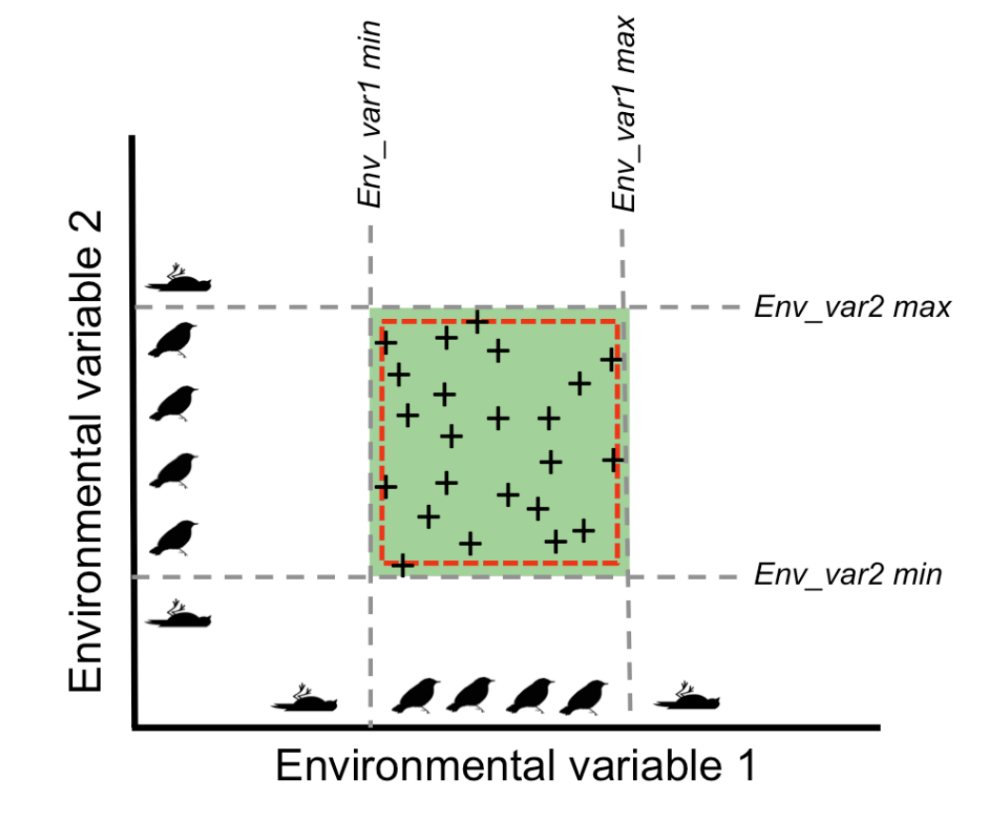 Env_var1 min
Env_var1 max
Environmental variable 2
Env_var2 max
Env_var2 min
Environmental variable 1